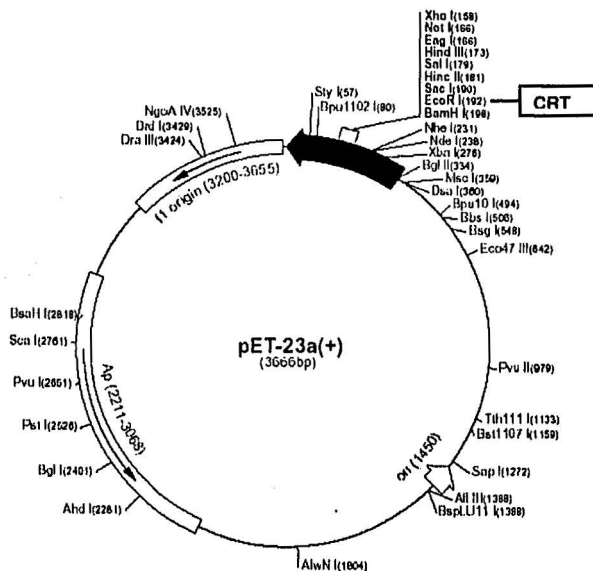 Xho I(158)
Not I(166)
Eag I(166)
Hind III(173)
Sal I(179)
Hinc II(181)
Sac I(190)
EcoR I(192)
CRT
BamH I(198)
Sty I(57)
Bpu1102 I(80)
Nhe I(231)
Nde I(238)
Xba I(276)
Bgl II(334)
Msc I(359)
Dsa I(360)
Bpu10 I(494)
Bbs I(506)
Bsg I(548)
Eco47 III(642)
NgoA IV(3525)
Drd I(3429)
Dra III(3424)
f1 origin (3200-3655)
BsaH I(2818)
Sca I(2761)
Pvu I(2651)
Pst I(2526)
Bgl I(2401)
Ahd I(2281)
Ap (2211-3068)
pET-23a(+)
(3666bp)
Pvu II(979)
Tth111 I(1133)
Bst1107 I(1159)
Sap I(1272)
ori (1450)
Afl III(1388)
BspLU11 I(1388)
AlwN I(1804)